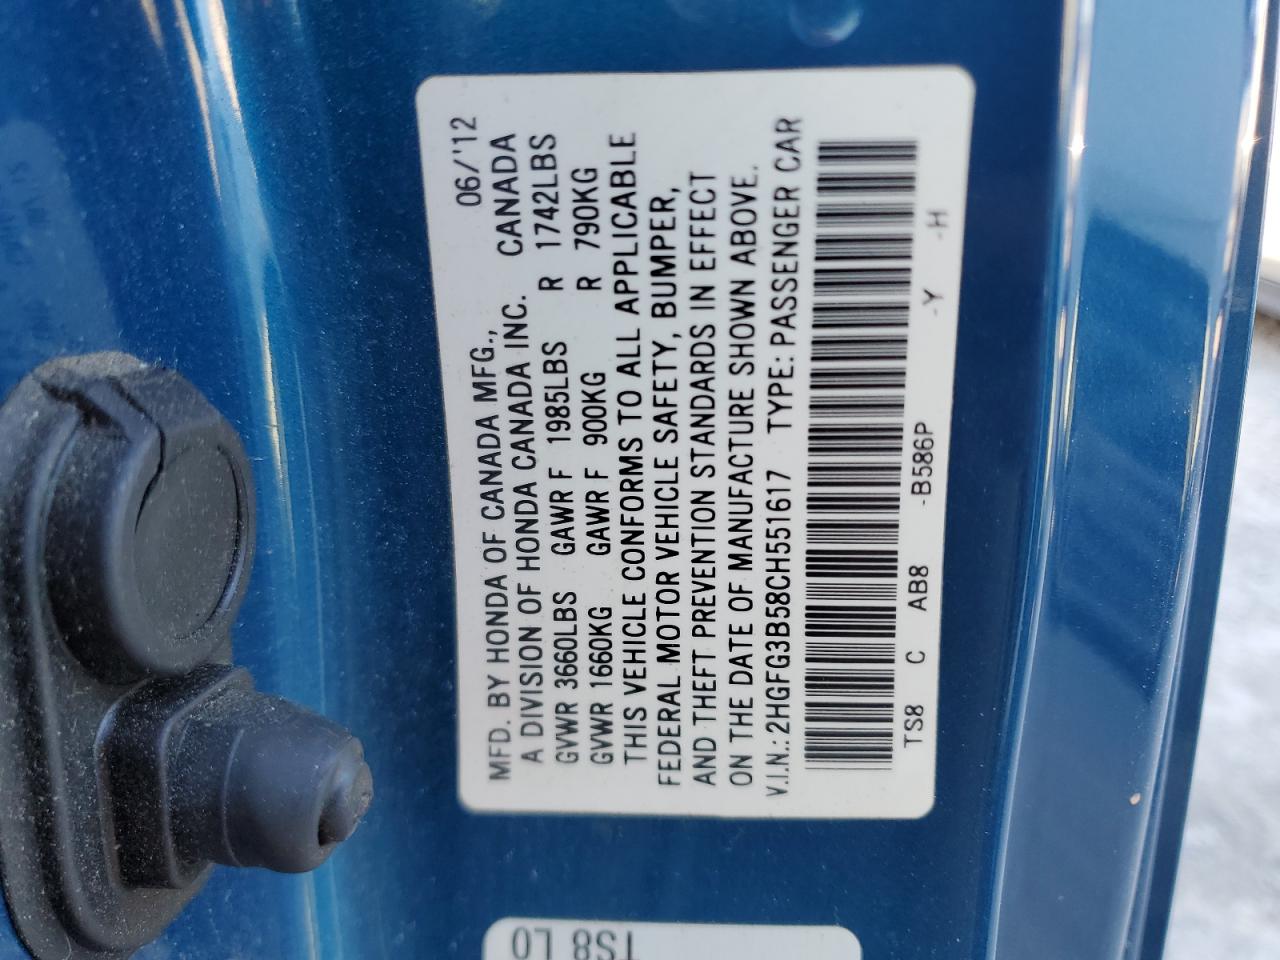 06/'12
MFD. BY HONDA OF CANADA MFG.,
A DIVISION OF HONDA CANADA INC. CANADA
GVWR 3660LBS GAWR F 1985LBS R 1742LBS
GVWR 1660KG GAWR F 900KG R 790KG
THIS VEHICLE CONFORMS TO ALL APPLICABLE
FEDERAL MOTOR VEHICLE SAFETY, BUMPER,
AND THEFT PREVENTION STANDARDS IN EFFECT
ON THE DATE OF MANUFACTURE SHOWN ABOVE.
V.I.N.: 2HGFG3B58CH551617 TYPE: PASSENGER CAR
TS8 C AB8 -B586P -Y -H
TS8 LO